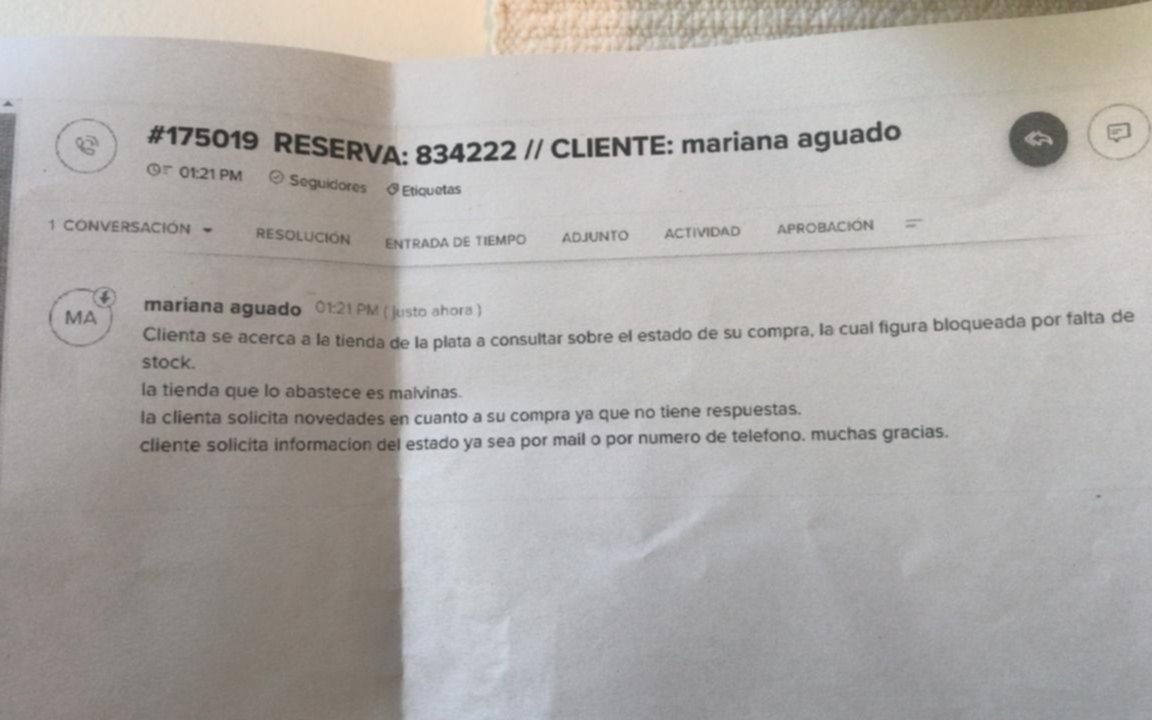 #175019 RESERVA: 834222 // CLIENTE: mariana aguado
01:21 PM Seguidores Etiquetas
1 CONVERSACIÓN RESOLUCIÓN ENTRADA DE TIEMPO ADJUNTO ACTIVIDAD APROBACIÓN
MA
mariana aguado 01:21 PM ( justo ahora )
Clienta se acerca a la tienda de la plata a consultar sobre el estado de su compra, la cual figura bloqueada por falta de
stock.
la tienda que lo abastece es malvinas.
la clienta solicita novedades en cuanto a su compra ya que no tiene respuestas.
cliente solicita informacion del estado ya sea por mail o por numero de telefono. muchas gracias.